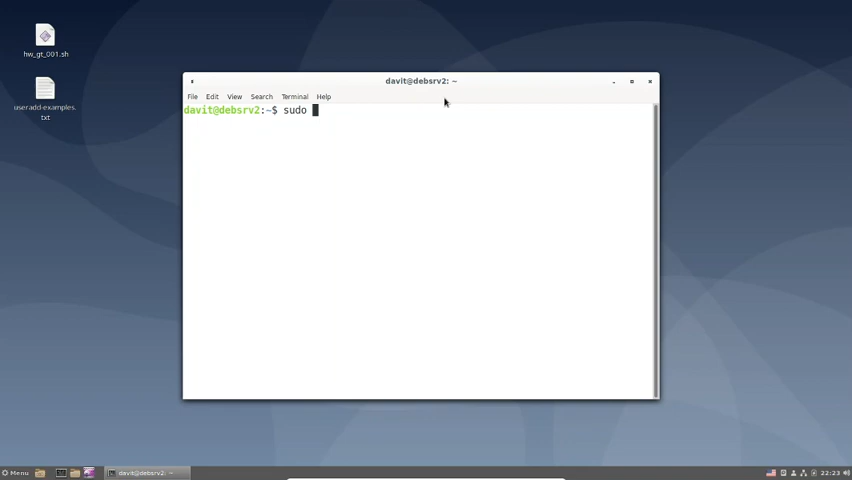 hw_gt_001.sh
useradd-examples.
txt
davit@debsrv2: ~
File Edit View Search Terminal Help
davit@debsrv2:~$ sudo
Menu
davit@debsrv2: ~
22:23